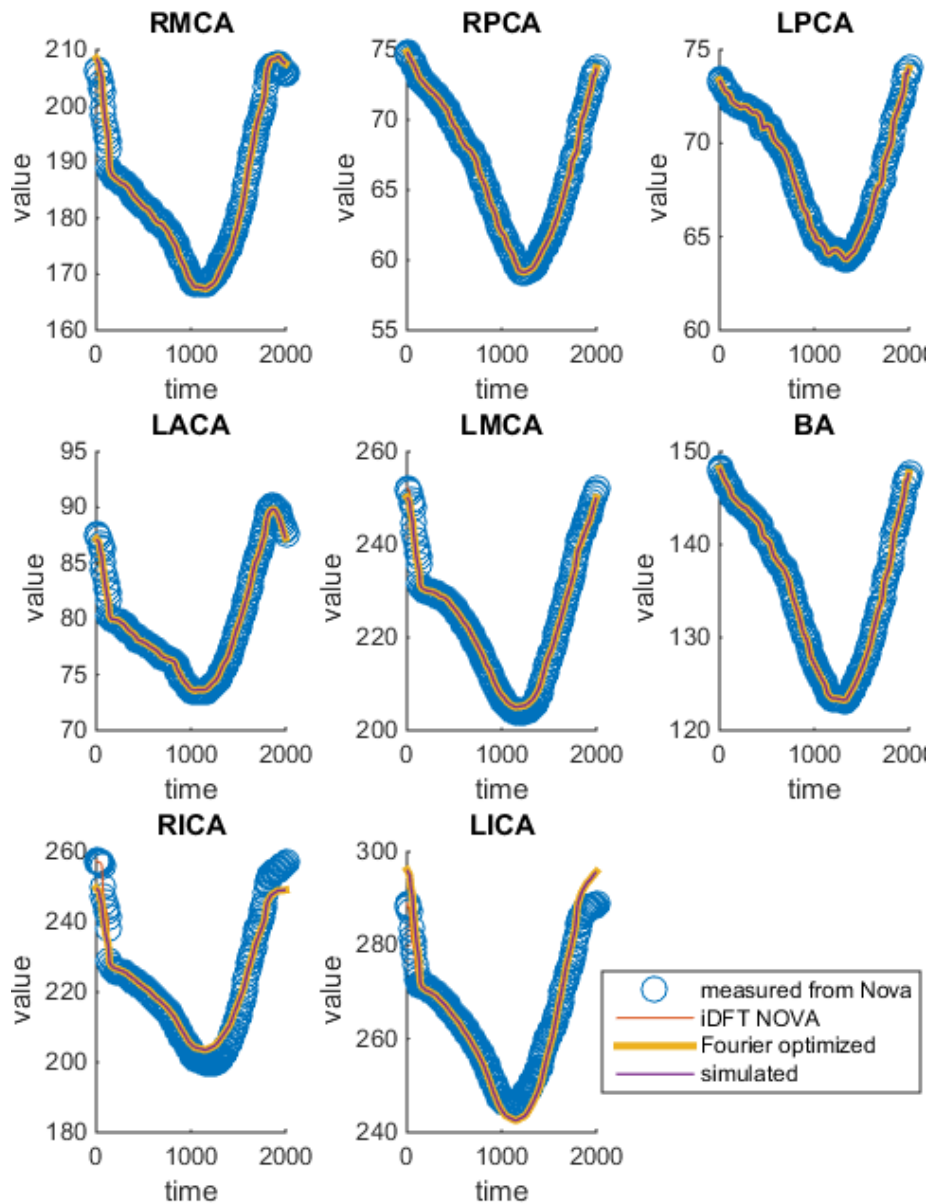 RMCA
RPCA
LPCA
210
200
190
180
170
160
value
0
1000
2000
time
75
70
65
60
55
value
0
1000
2000
time
75
70
65
60
value
0
1000
2000
time
LACA
LMCA
BA
95
90
85
80
75
70
value
0
1000
2000
time
260
240
220
200
value
0
1000
2000
time
150
140
130
120
value
0
1000
2000
time
RICA
LICA
260
240
220
200
180
value
0
1000
2000
time
300
280
260
240
value
0
1000
2000
time
measured from Nova
iDFT NOVA
Fourier optimized
simulated